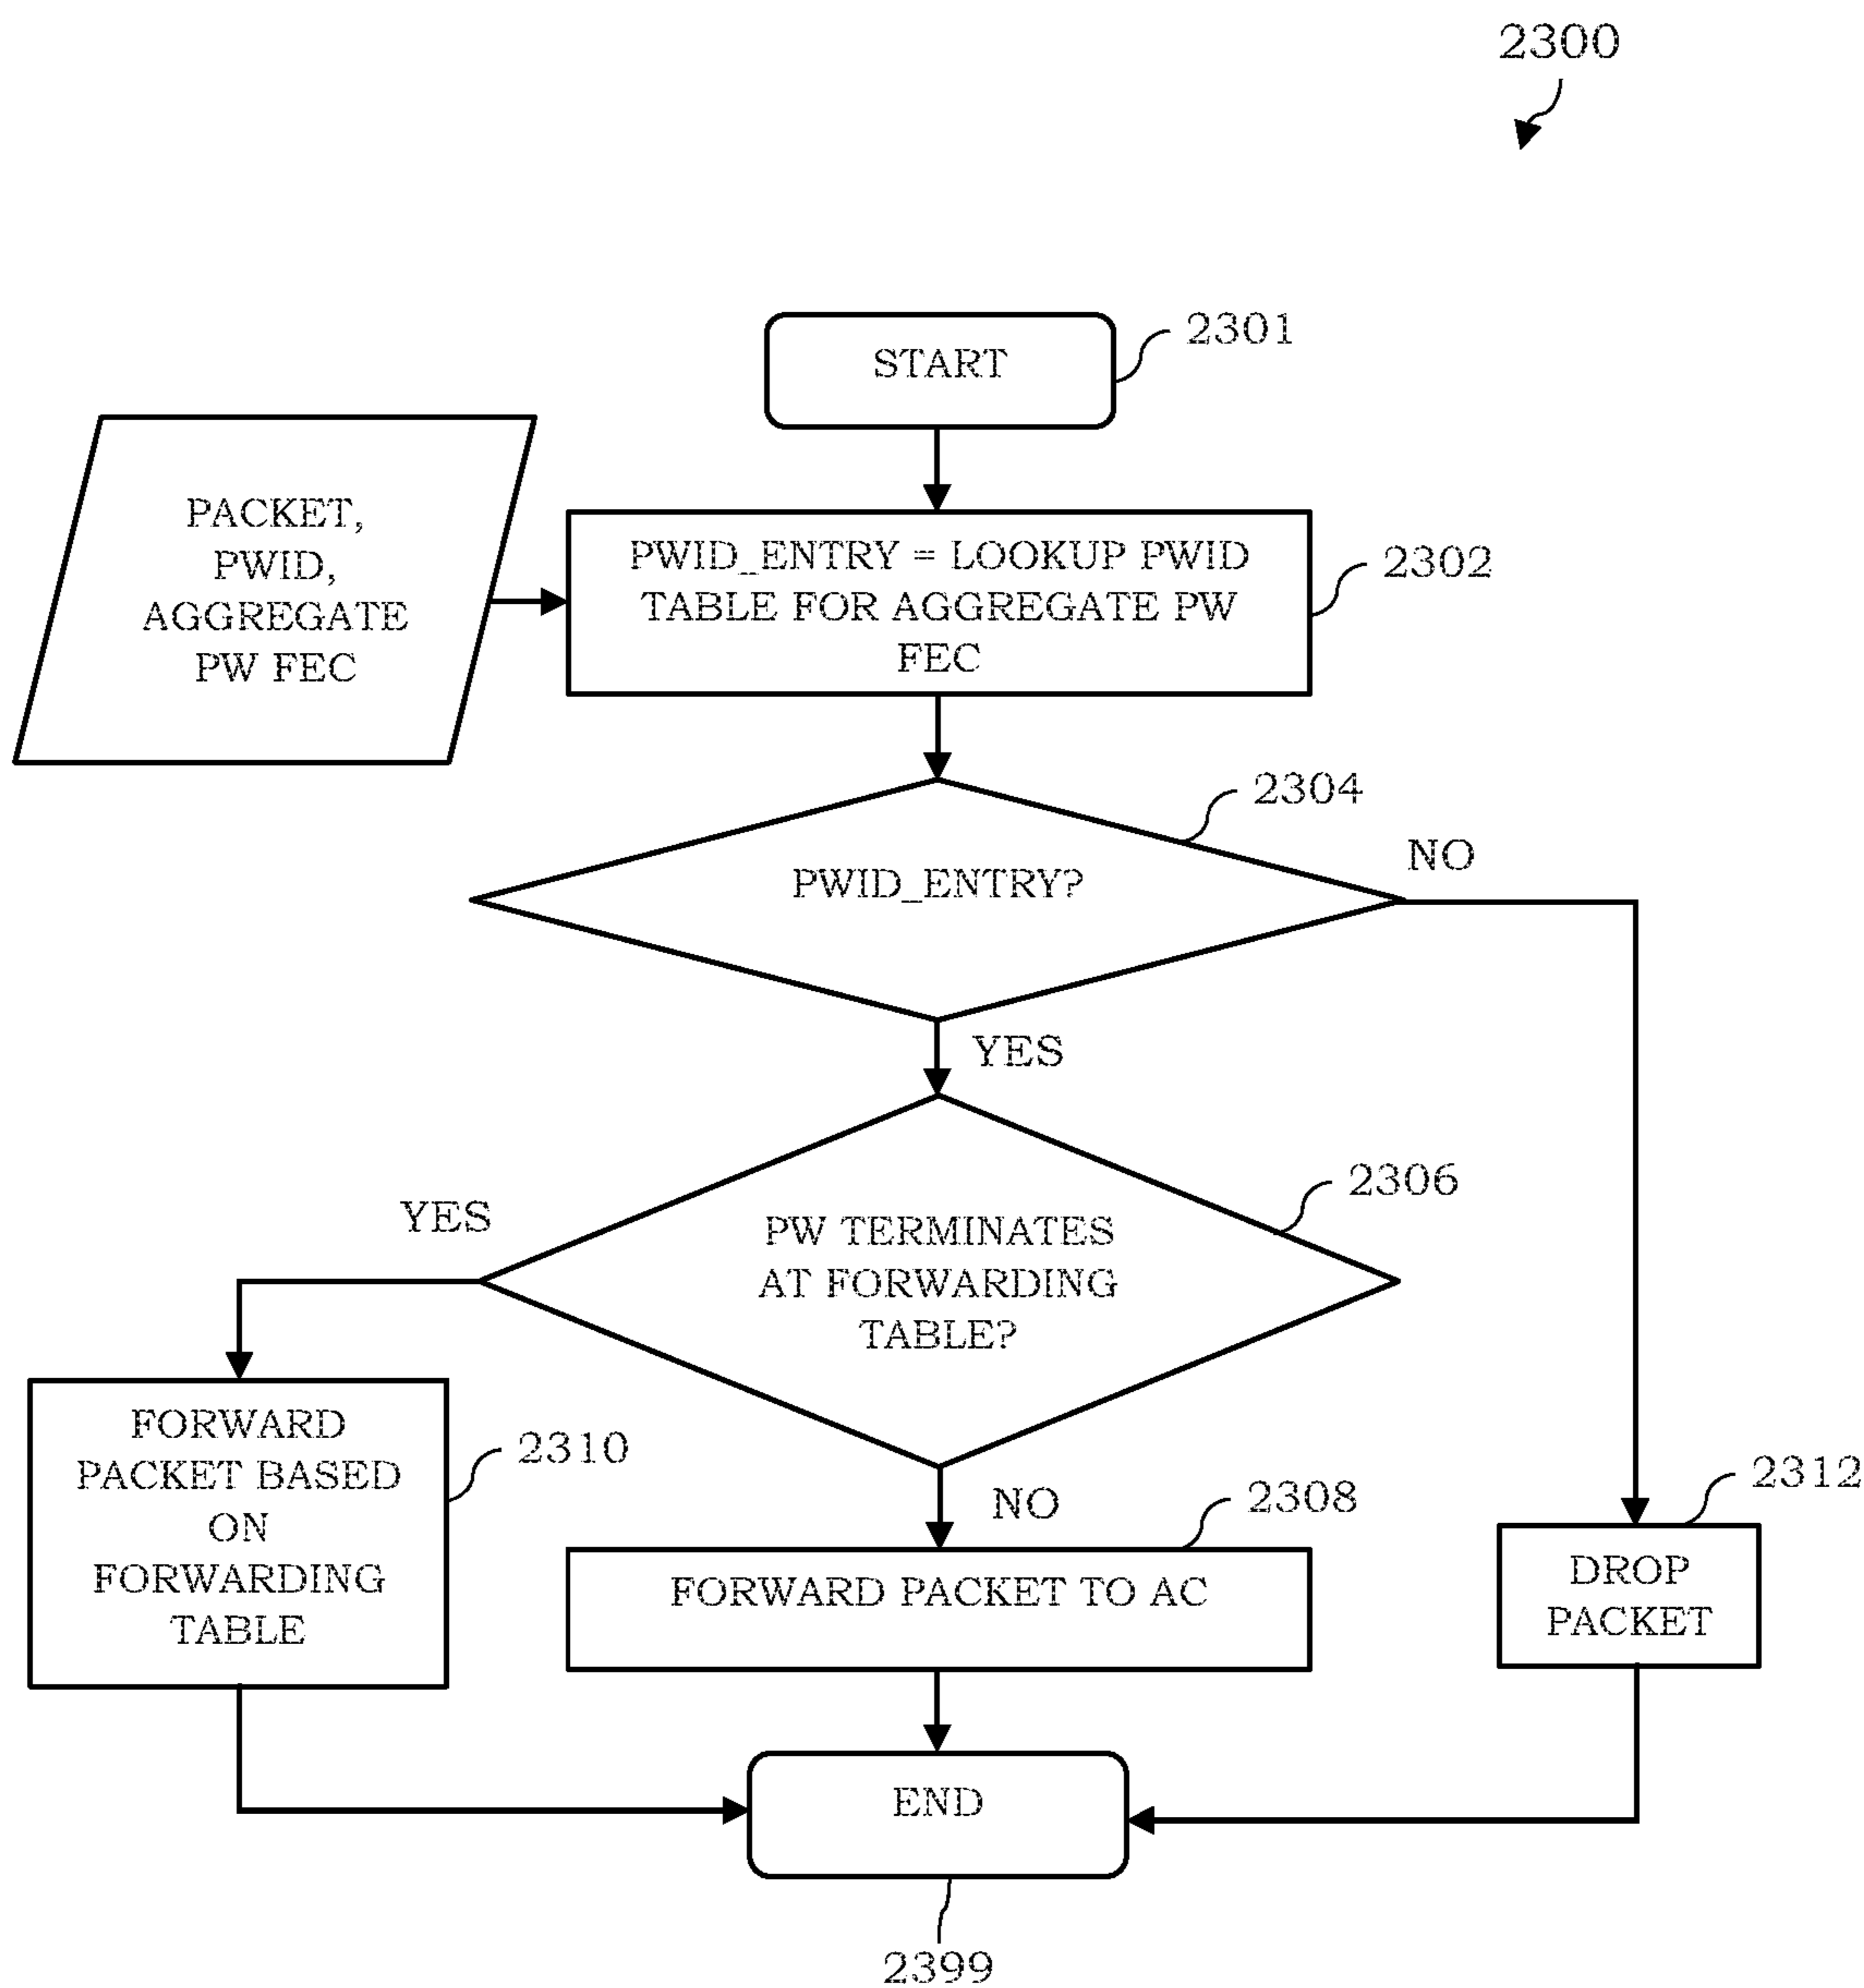 2300
START
2301
PACKET,
PWID,
AGGREGATE
PW FEC
PWID_ENTRY = LOOKUP PWID
TABLE FOR AGGREGATE PW
FEC
2302
2304
PWID_ENTRY?
NO
YES
2306
YES
PW TERMINATES
AT FORWARDING
TABLE?
FORWARD
PACKET BASED
ON
FORWARDING
TABLE
2310
NO
2308
FORWARD PACKET TO AC
2312
DROP
PACKET
END
2399